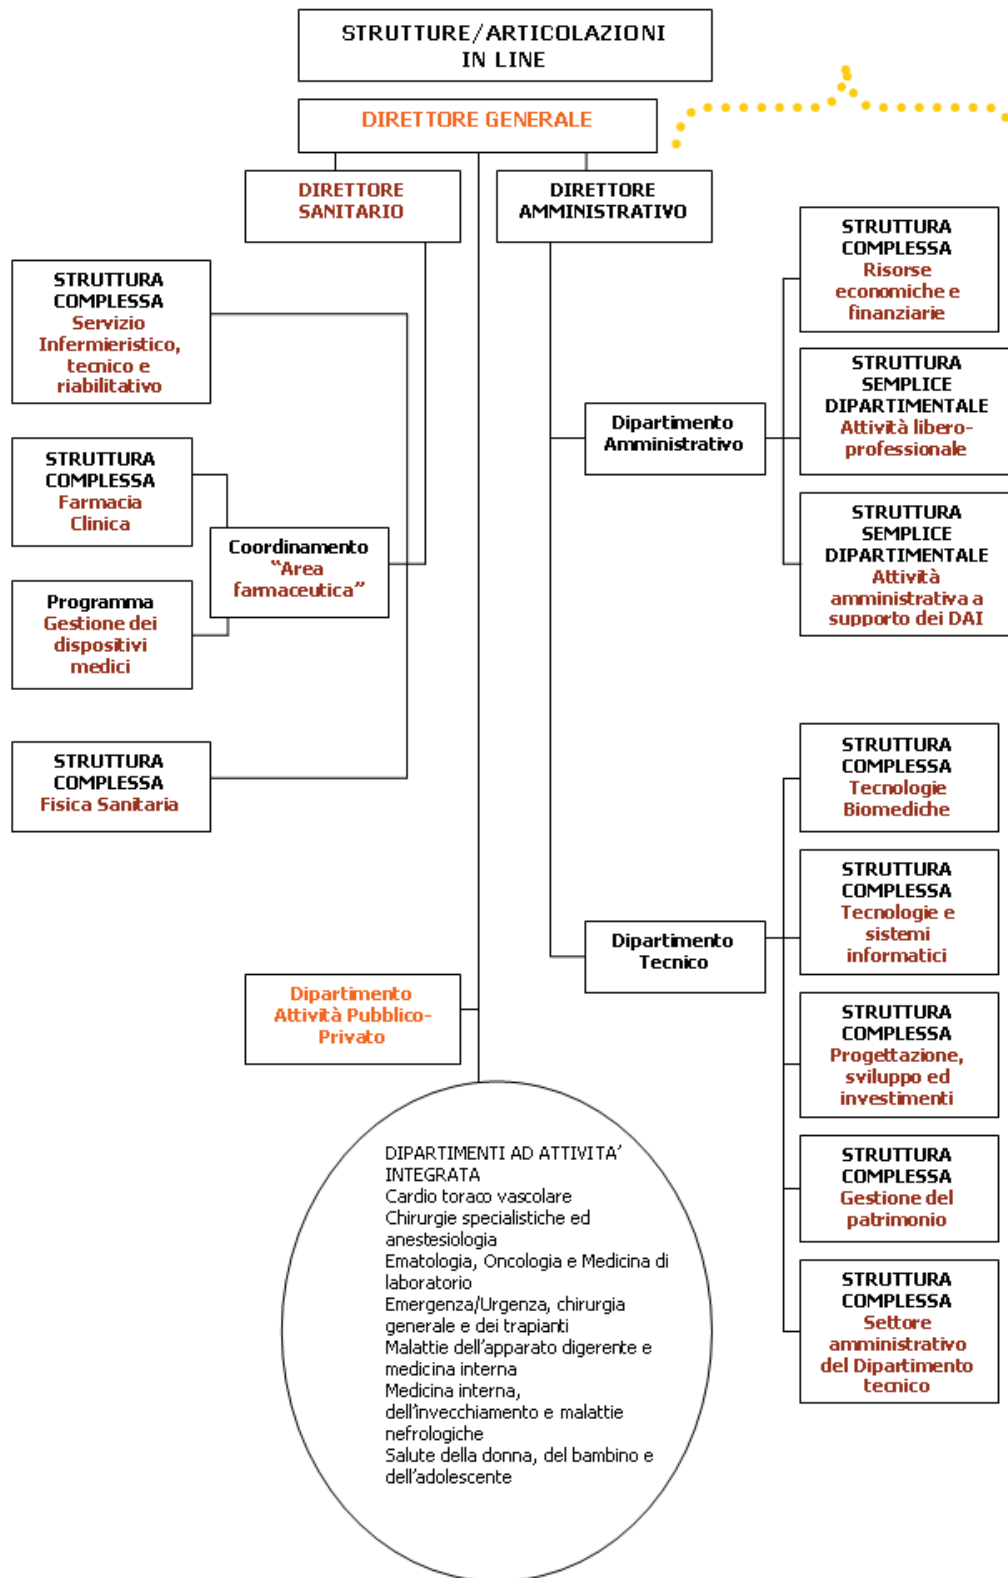 STRUTTURE/ARTICOLAZIONI
IN LINE
DIRETTORE GENERALE
DIRETTORE
SANITARIO
DIRETTORE
AMMINISTRATIVO
STRUTTURA
COMPLESSA
Servizio
Infermieristico,
tecnico e
riabilitativo
STRUTTURA
COMPLESSA
Farmacia
Clinica
Coordinamento
“Area
farmaceutica”
Programma
Gestione dei
dispositivi
medici
STRUTTURA
COMPLESSA
Fisica Sanitaria
Dipartimento
Amministrativo
STRUTTURA
COMPLESSA
Risorse
economiche e
finanziarie
STRUTTURA
SEMPLICE
DIPARTIMENTALE
Attività libero-
professionale
STRUTTURA
SEMPLICE
DIPARTIMENTALE
Attività
amministrativa a
supporto dei DAI
Dipartimento
Tecnico
STRUTTURA
COMPLESSA
Tecnologie
Biomediche
STRUTTURA
COMPLESSA
Tecnologie e
sistemi
informatici
STRUTTURA
COMPLESSA
Progettazione,
sviluppo ed
investimenti
STRUTTURA
COMPLESSA
Gestione del
patrimonio
STRUTTURA
COMPLESSA
Settore
amministrativo
del Dipartimento
tecnico
Dipartimento
Attività Pubblico-
Privato
DIPARTIMENTI AD ATTIVITA’
INTEGRATA
Cardio toraco vascolare
Chirurgie specialistiche ed
anestesiologia
Ematologia, Oncologia e Medicina di
laboratorio
Emergenza/Urgenza, chirurgia
generale e dei trapianti
Malattie dell’apparato digerente e
medicina interna
Medicina interna,
dell’invecchiamento e malattie
nefrologiche
Salute della donna, del bambino e
dell’adolescente